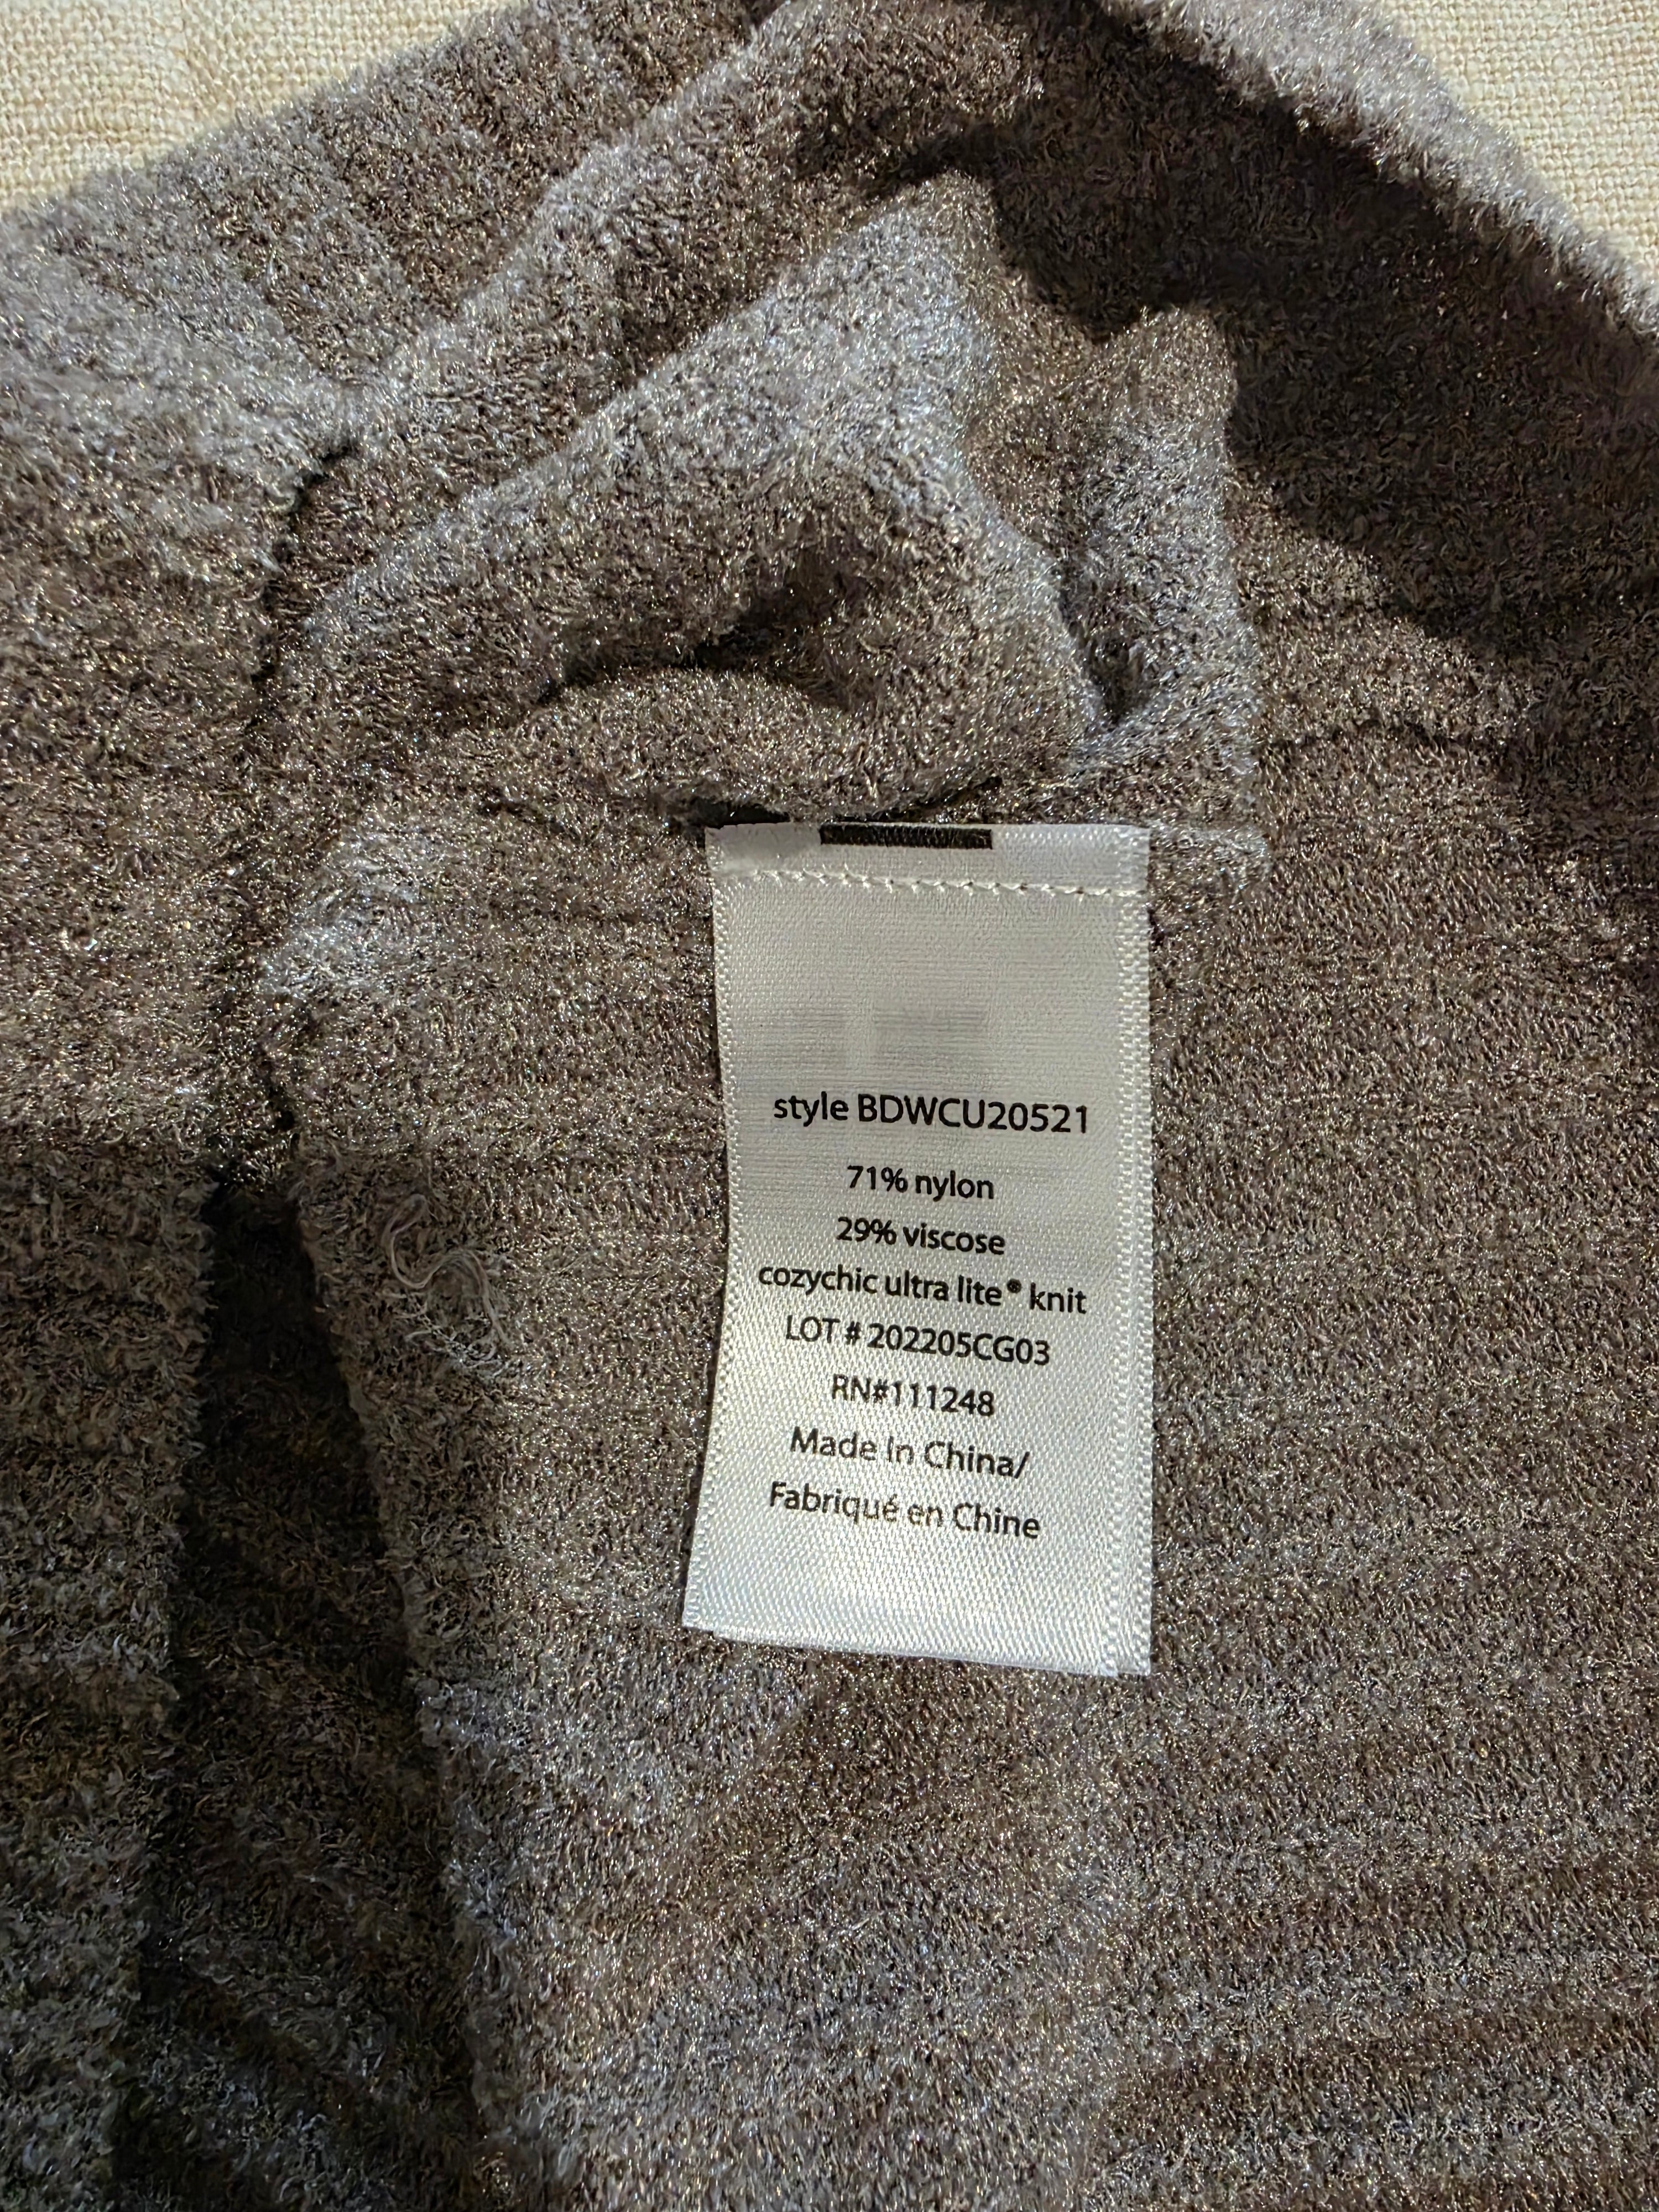 style BDWCU20521
71% nylon
29% viscose
cozychic ultra lite® knit
LOT # 202205CG03
RN#111248
Made In China/
Fabriqué en Chine